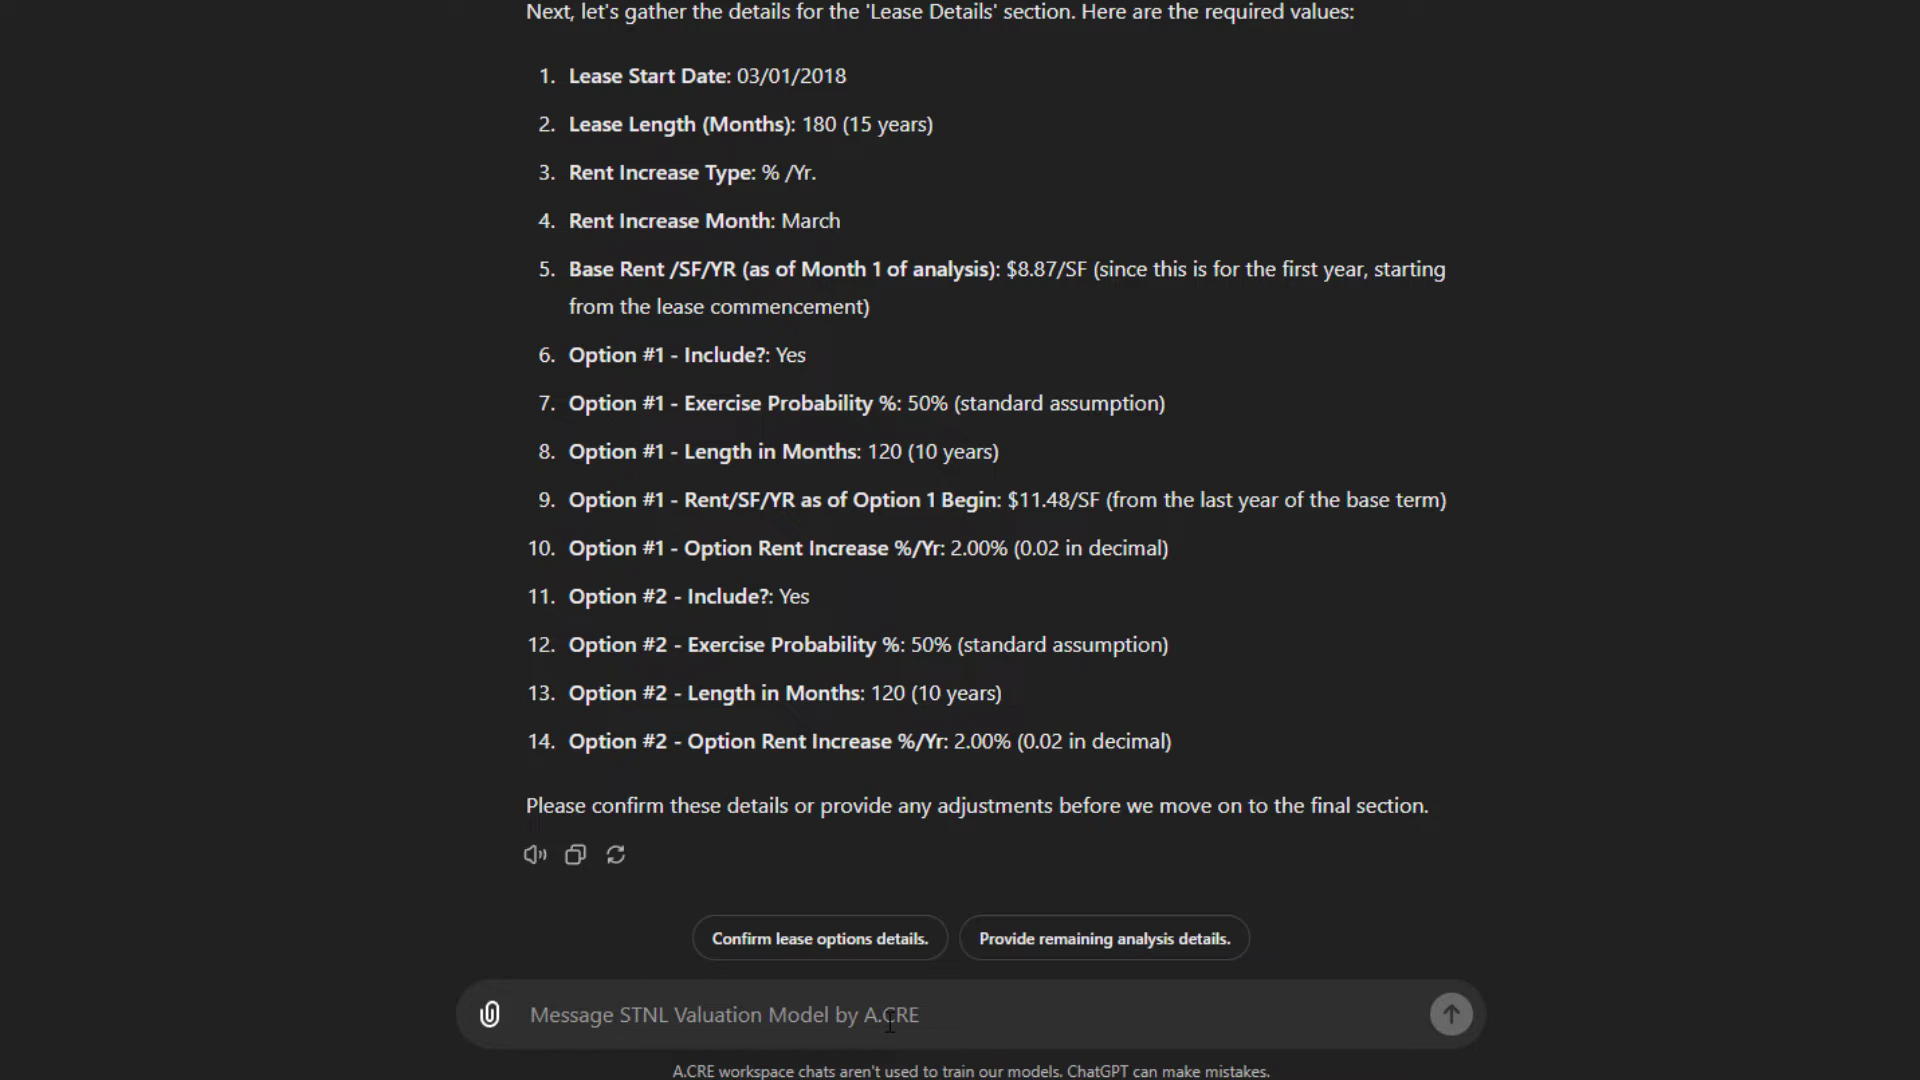 Next, let's gather the details for the 'Lease Details' section. Here are the required values:
1. Lease Start Date: 03/01/2018
2. Lease Length (Months): 180 (15 years)
3. Rent Increase Type: % /Yr.
4. Rent Increase Month: March
5. Base Rent /SF/YR (as of Month 1 of analysis): $8.87/SF (since this is for the first year, starting
from the lease commencement)
6. Option #1 - Include?: Yes
7. Option #1 - Exercise Probability %: 50% (standard assumption)
8. Option #1 - Length in Months: 120 (10 years)
9. Option #1 - Rent/SF/YR as of Option 1 Begin: $11.48/SF (from the last year of the base term)
10. Option #1 - Option Rent Increase %/Yr: 2.00% (0.02 in decimal)
11. Option #2 - Include?: Yes
12. Option #2 - Exercise Probability %: 50% (standard assumption)
13. Option #2 - Length in Months: 120 (10 years)
14. Option #2 - Option Rent Increase %/Yr: 2.00% (0.02 in decimal)
Please confirm these details or provide any adjustments before we move on to the final section.
Confirm lease options details. Provide remaining analysis details.
Message STNL Valuation Model by A.CRE
A.CRE workspace chats aren't used to train our models. ChatGPT can make mistakes.